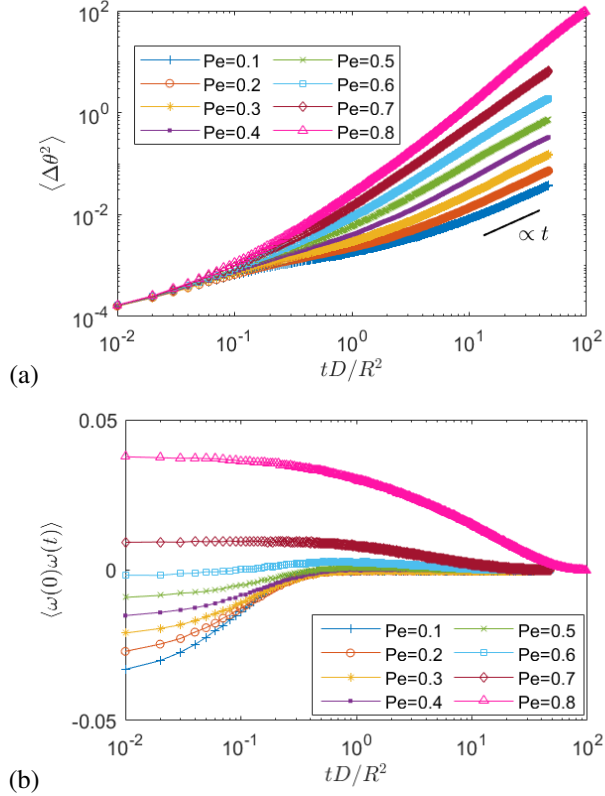 10^2
10^0
10^-2
10^-4
⟨Δθ^2⟩
Pe=0.1 Pe=0.5
Pe=0.2 Pe=0.6
Pe=0.3 Pe=0.7
Pe=0.4 Pe=0.8
∝ t
10^-2 10^-1 10^0 10^1 10^2
tD/R^2
(a)
0.05
0
-0.05
⟨ω(0)ω(t)⟩
Pe=0.1 Pe=0.5
Pe=0.2 Pe=0.6
Pe=0.3 Pe=0.7
Pe=0.4 Pe=0.8
10^-2 10^-1 10^0 10^1 10^2
tD/R^2
(b)